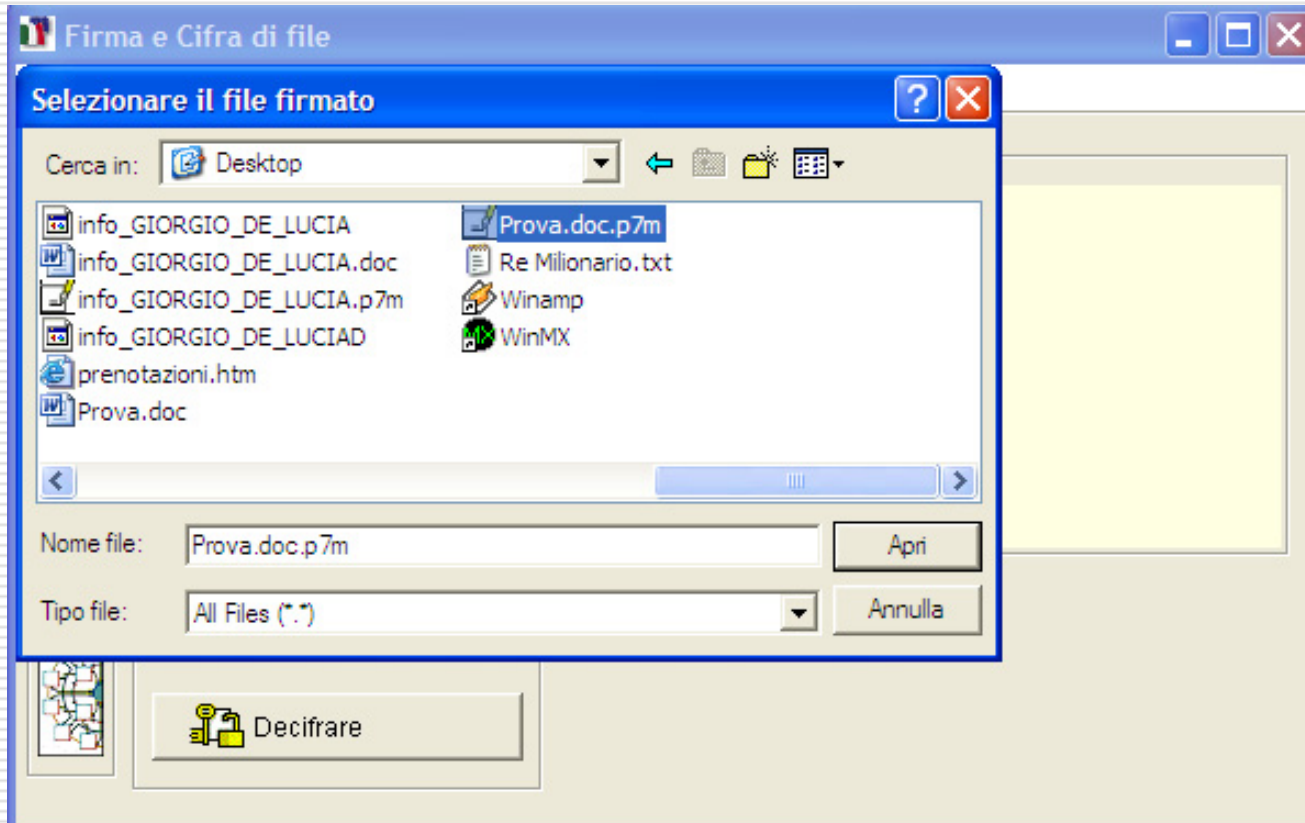 Firma e Cifra di file
Selezionare il file firmato
Cerca in: Desktop
info_GIORGIO_DE_LUCIA
info_GIORGIO_DE_LUCIA.doc
info_GIORGIO_DE_LUCIA.p7m
info_GIORGIO_DE_LUCIAD
prenotazioni.htm
Prova.doc
Prova.doc.p7m
Re Milionario.txt
Winamp
WinMX
Nome file: Prova.doc.p7m Apri
Tipo file: All Files (*.*) Annulla
Decifrare